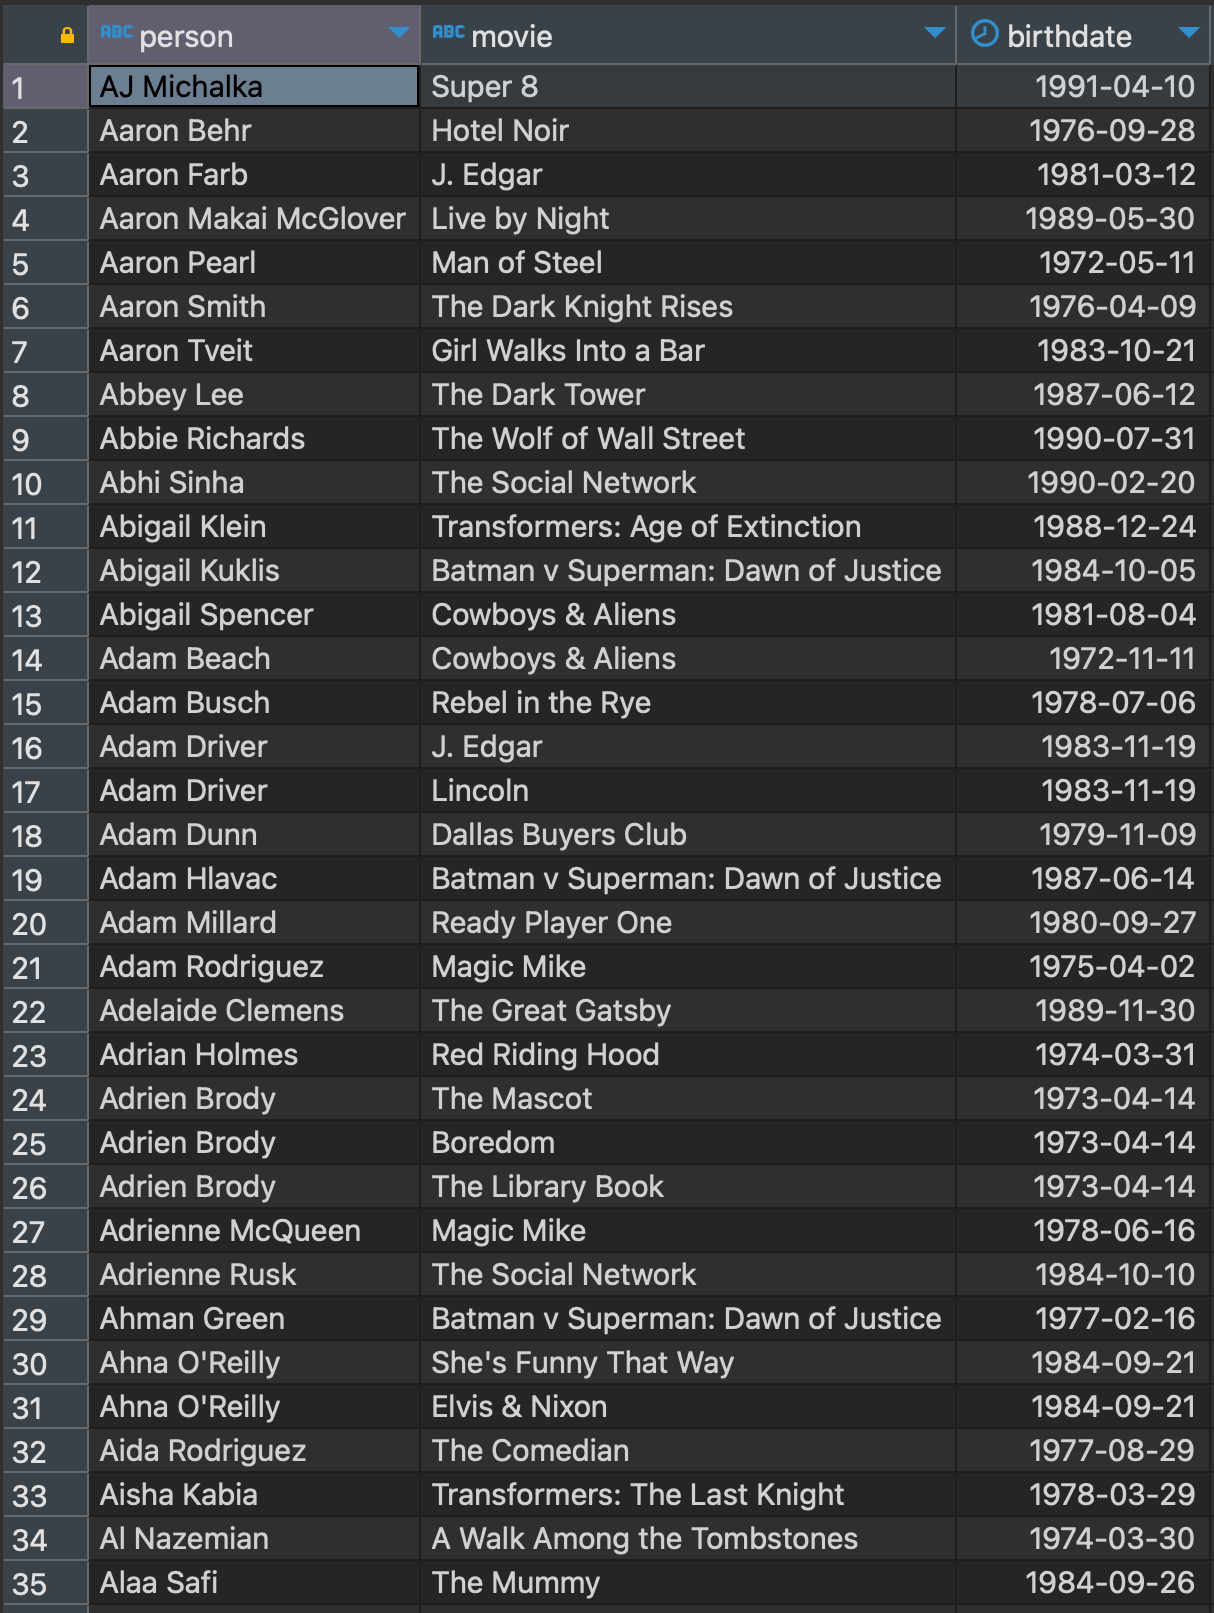 ABC person ABC movie birthdate
1 AJ Michalka Super 8 1991-04-10
2 Aaron Behr Hotel Noir 1976-09-28
3 Aaron Farb J. Edgar 1981-03-12
4 Aaron Makai McGlover Live by Night 1989-05-30
5 Aaron Pearl Man of Steel 1972-05-11
6 Aaron Smith The Dark Knight Rises 1976-04-09
7 Aaron Tveit Girl Walks Into a Bar 1983-10-21
8 Abbey Lee The Dark Tower 1987-06-12
9 Abbie Richards The Wolf of Wall Street 1990-07-31
10 Abhi Sinha The Social Network 1990-02-20
11 Abigail Klein Transformers: Age of Extinction 1988-12-24
12 Abigail Kuklis Batman v Superman: Dawn of Justice 1984-10-05
13 Abigail Spencer Cowboys & Aliens 1981-08-04
14 Adam Beach Cowboys & Aliens 1972-11-11
15 Adam Busch Rebel in the Rye 1978-07-06
16 Adam Driver J. Edgar 1983-11-19
17 Adam Driver Lincoln 1983-11-19
18 Adam Dunn Dallas Buyers Club 1979-11-09
19 Adam Hlavac Batman v Superman: Dawn of Justice 1987-06-14
20 Adam Millard Ready Player One 1980-09-27
21 Adam Rodriguez Magic Mike 1975-04-02
22 Adelaide Clemens The Great Gatsby 1989-11-30
23 Adrian Holmes Red Riding Hood 1974-03-31
24 Adrien Brody The Mascot 1973-04-14
25 Adrien Brody Boredom 1973-04-14
26 Adrien Brody The Library Book 1973-04-14
27 Adrienne McQueen Magic Mike 1978-06-16
28 Adrienne Rusk The Social Network 1984-10-10
29 Ahman Green Batman v Superman: Dawn of Justice 1977-02-16
30 Ahna O'Reilly She's Funny That Way 1984-09-21
31 Ahna O'Reilly Elvis & Nixon 1984-09-21
32 Aida Rodriguez The Comedian 1977-08-29
33 Aisha Kabia Transformers: The Last Knight 1978-03-29
34 Al Nazemian A Walk Among the Tombstones 1974-03-30
35 Alaa Safi The Mummy 1984-09-26